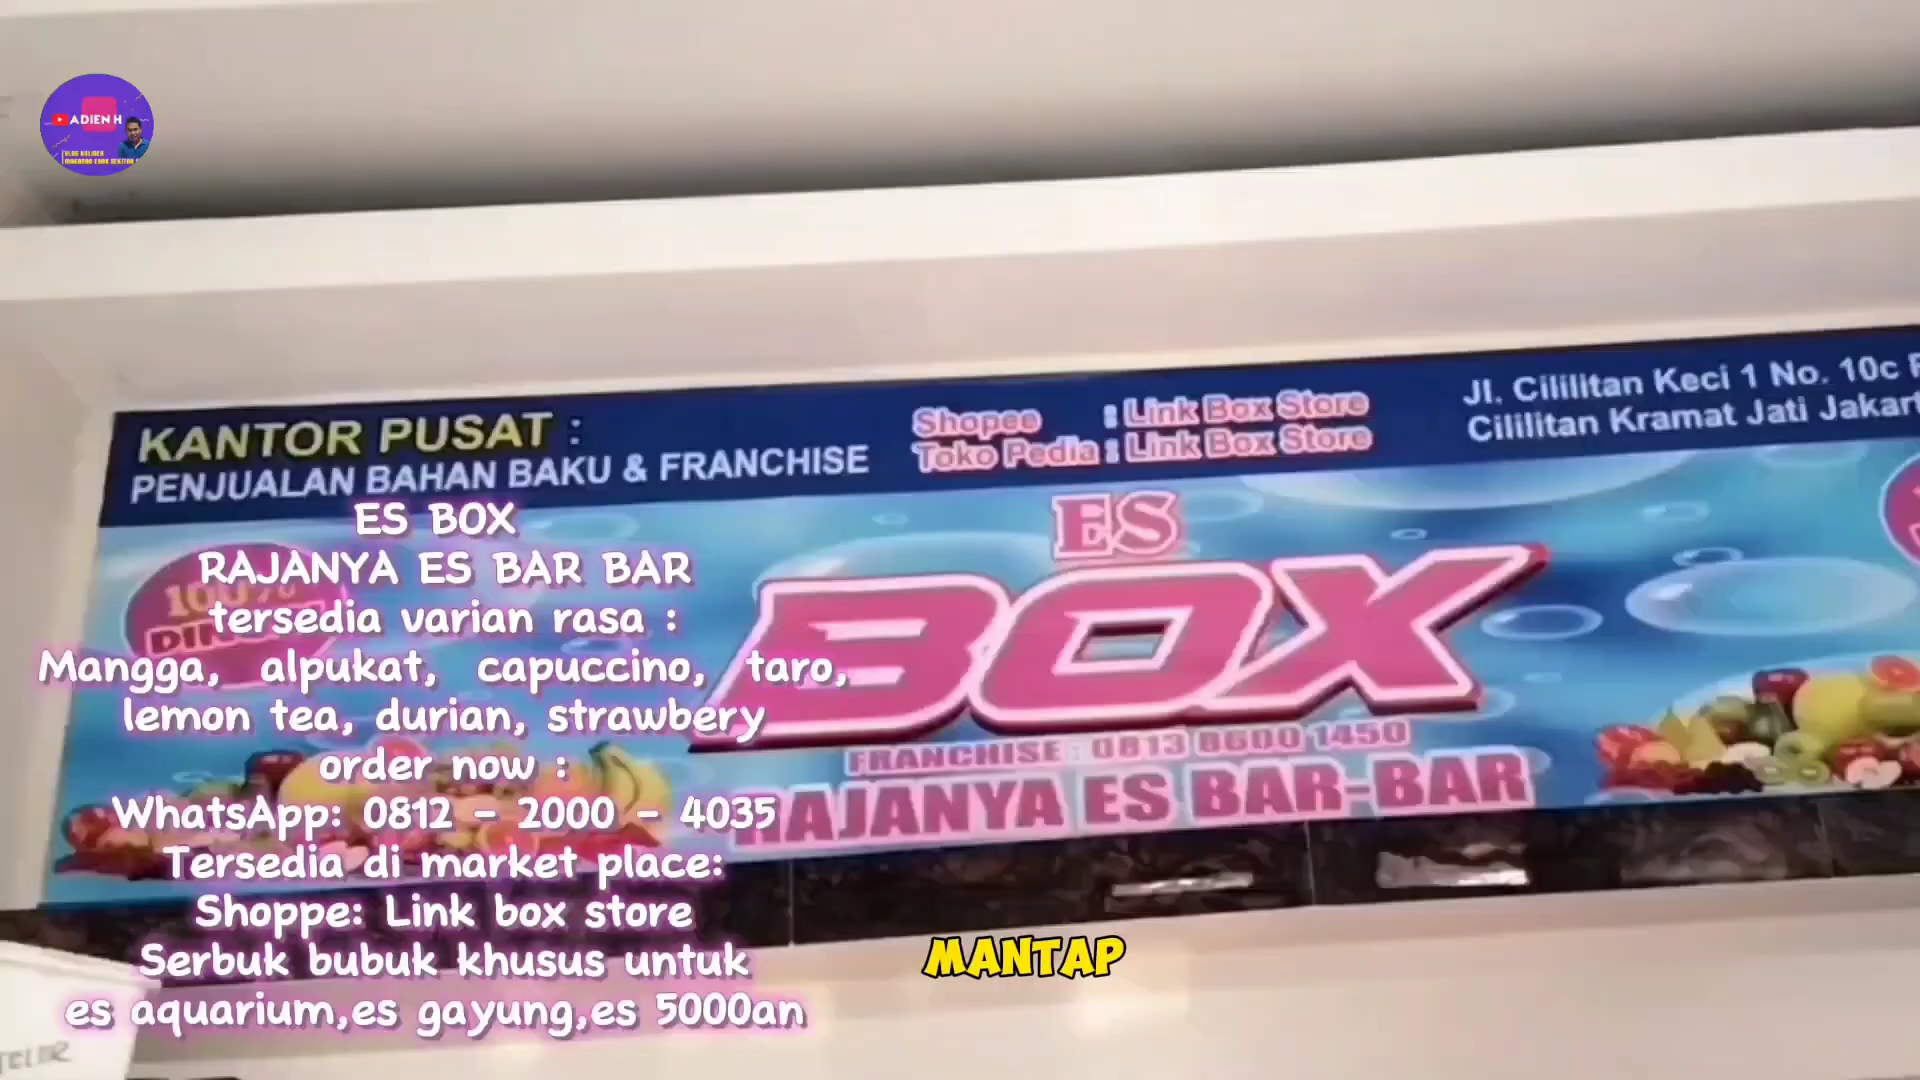 ADIEN H
KANTOR PUSAT :
PENJUALAN BAHAN BAKU & FRANCHISE
Shopee : Link Box Store
Toko Pedia : Link Box Store
Jl. Cililitan Keci 1 No. 10c
Cililitan Kramat Jati
100%
ES
BOX
FRANCHISE : 0813 8600 1450
RAJANYA ES BAR-BAR
ES BOX
RAJANYA ES BAR BAR
tersedia varian rasa :
Mangga, alpukat, capuccino, taro,
lemon tea, durian, strawbery
order now :
WhatsApp: 0812 - 2000 - 4035
Tersedia di market place:
Shoppe: Link box store
Serbuk bubuk khusus untuk
es aquarium,es gayung,es 5000an
MANTAP